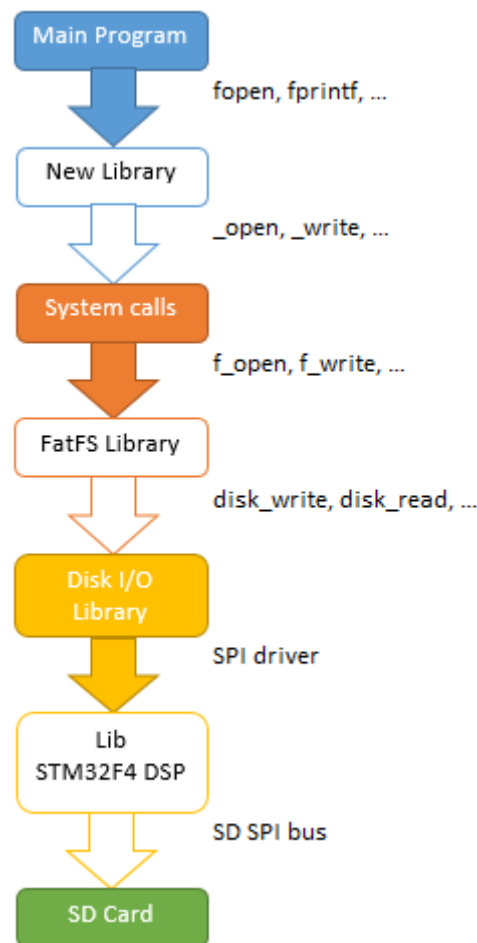 Main Program
fopen, fprintf, ...
New Library
_open, _write, ...
System calls
f_open, f_write, ...
FatFS Library
disk_write, disk_read, ...
Disk I/O
Library
SPI driver
Lib
STM32F4 DSP
SD SPI bus
SD Card